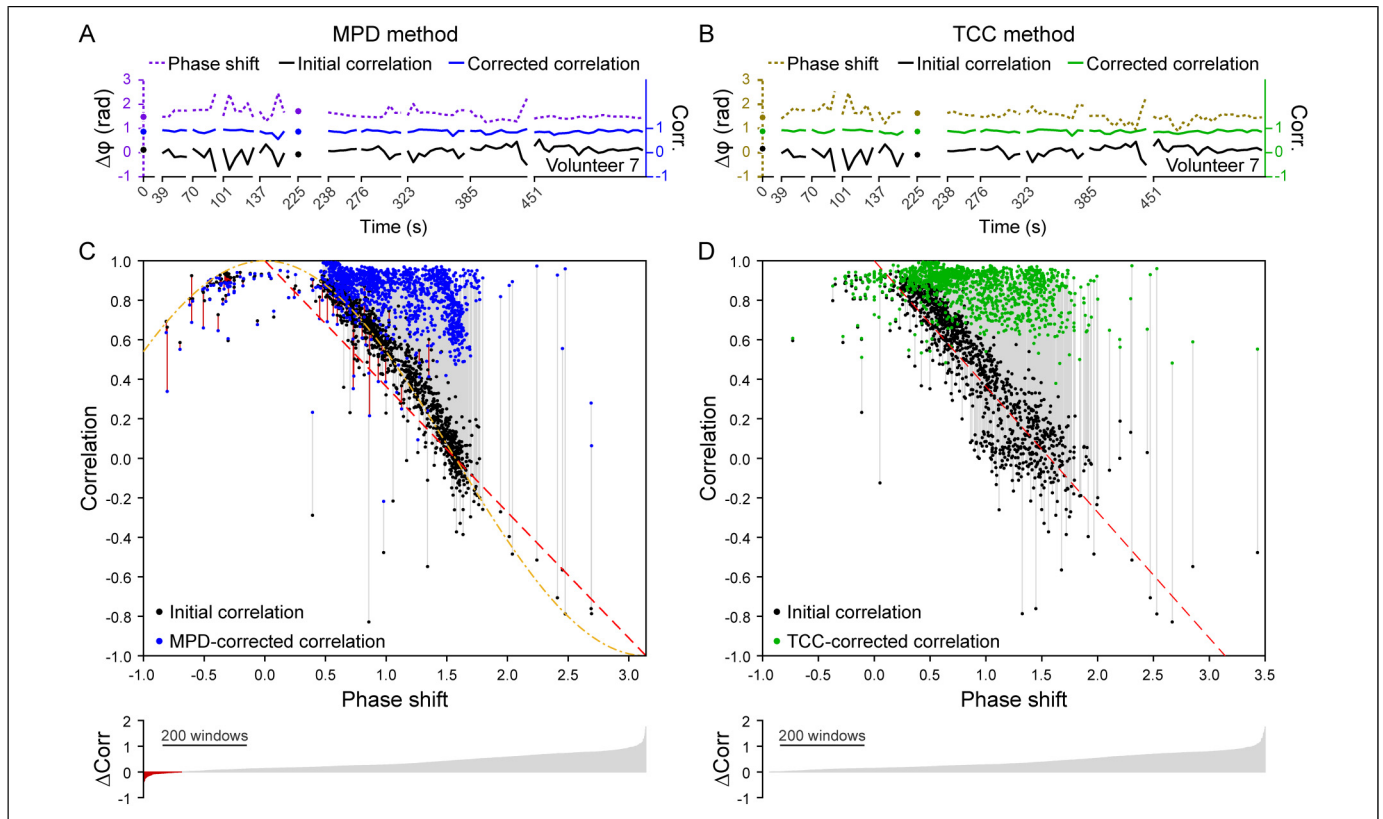 A MPD method
Phase shift Initial correlation Corrected correlation
3
2
1
0
-1
Δφ (rad)
1
0
-1
Corr.
Volunteer 7
0 39 70 101 137 225 238 276 323 385 451
Time (s)
B TCC method
Phase shift Initial correlation Corrected correlation
3
2
1
0
-1
Δφ (rad)
1
0
-1
Corr.
Volunteer 7
0 39 70 101 137 225 238 276 323 385 451
Time (s)
C
1.0
0.8
0.6
0.4
0.2
0.0
-0.2
-0.4
-0.6
-0.8
-1.0
Correlation
Initial correlation
MPD-corrected correlation
-1.0 -0.5 0.0 0.5 1.0 1.5 2.0 2.5 3.0
Phase shift
2
1
0
-1
ΔCorr
200 windows
D
1.0
0.8
0.6
0.4
0.2
0.0
-0.2
-0.4
-0.6
-0.8
-1.0
Correlation
Initial correlation
TCC-corrected correlation
-1.0 -0.5 0.0 0.5 1.0 1.5 2.0 2.5 3.0 3.5
Phase shift
2
1
0
-1
ΔCorr
200 windows